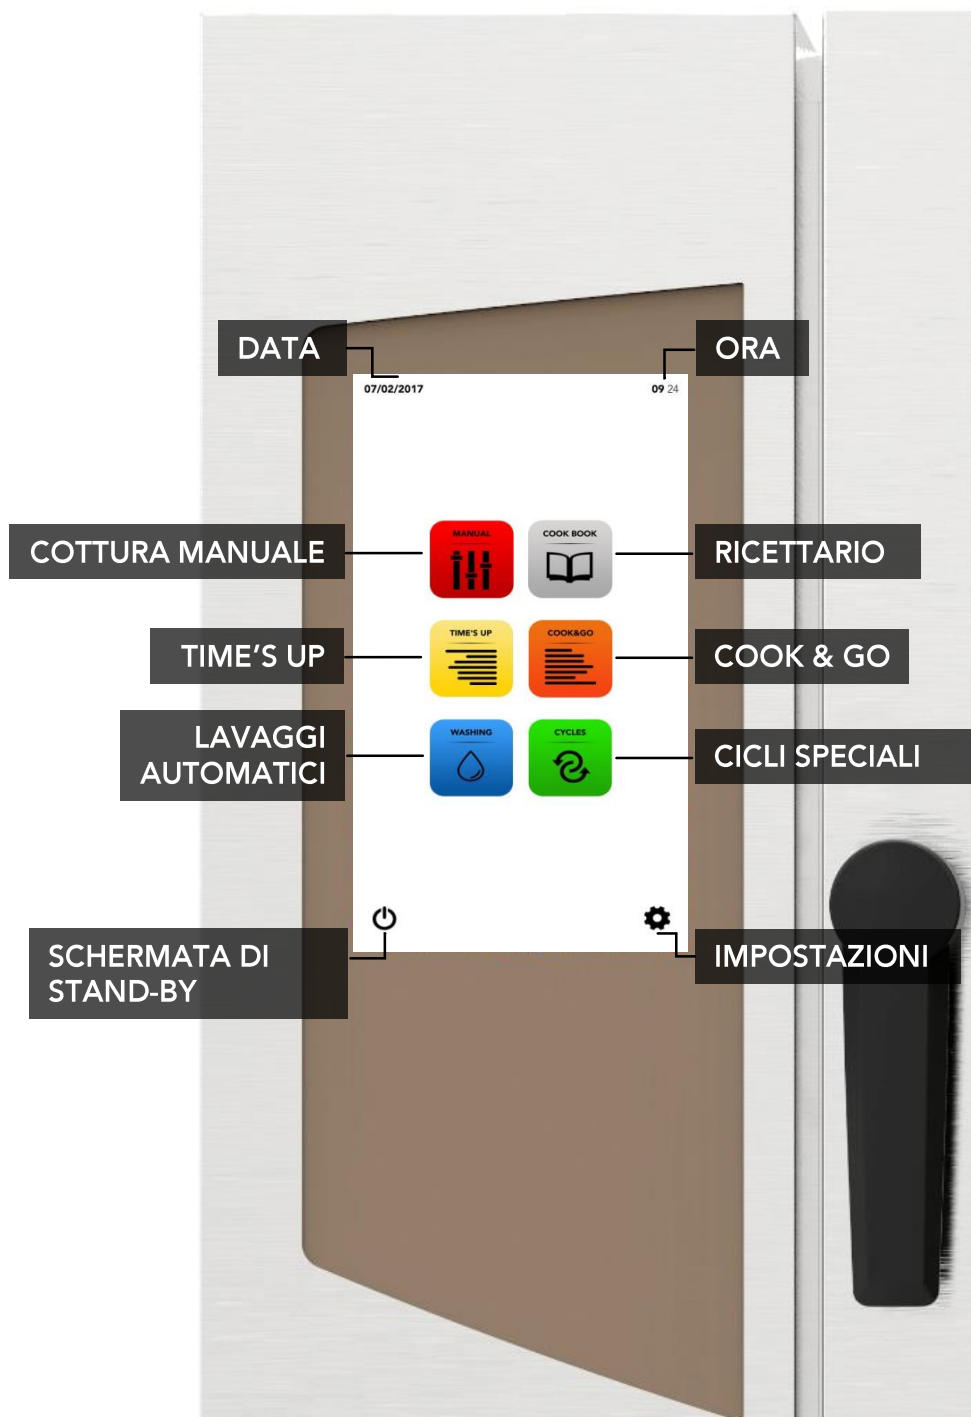 DATA
ORA
07/02/2017
09 24
COTTURA MANUALE
MANUAL
COOK BOOK
RICETTARIO
TIME'S UP
TIME'S UP
COOK&GO
COOK & GO
LAVAGGI
AUTOMATICI
WASHING
CYCLES
CICLI SPECIALI
SCHERMATA DI
STAND-BY
IMPOSTAZIONI